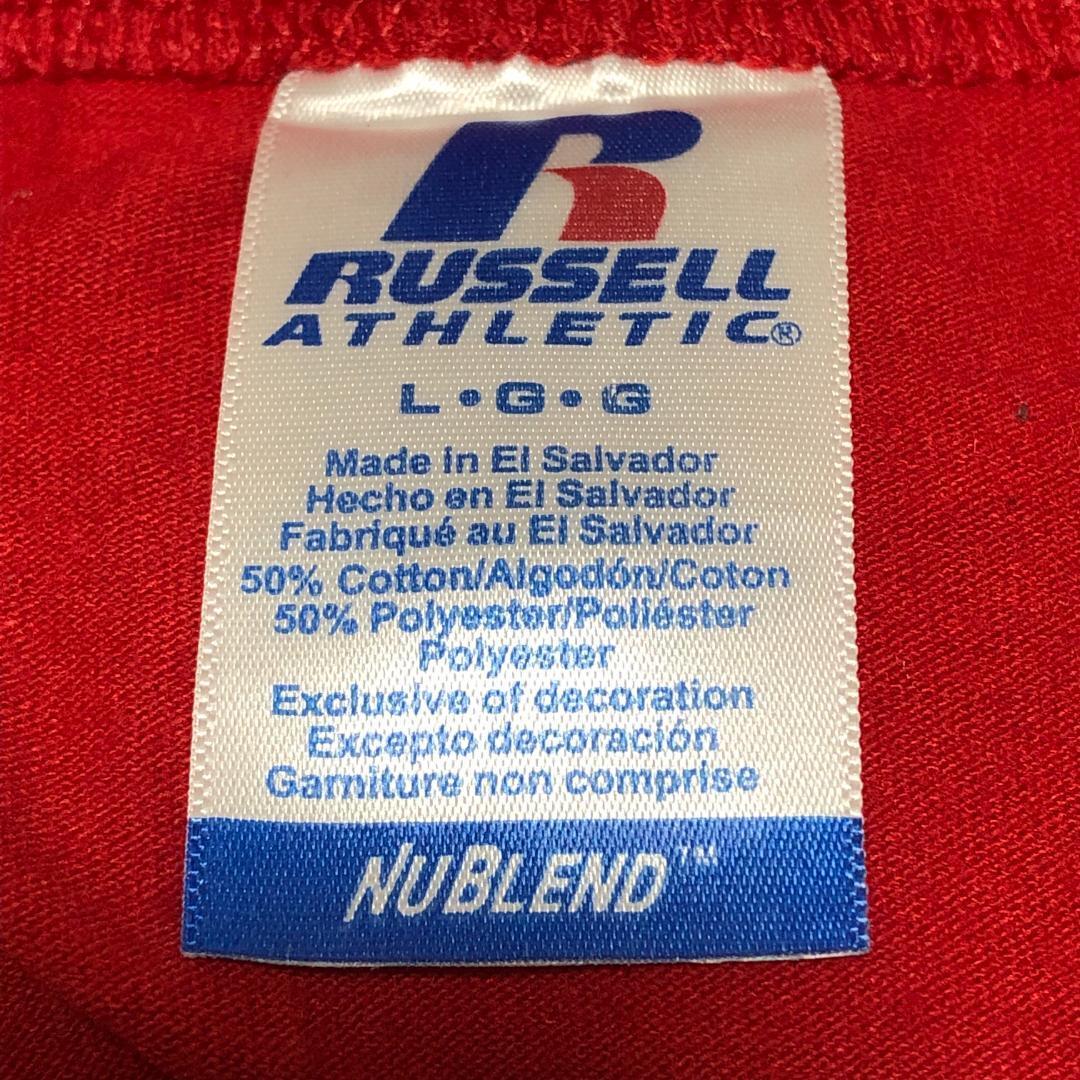 R
RUSSELL
ATHLETIC®
L•G•G
Made in El Salvador
Hecho en El Salvador
Fabriqué au El Salvador
50% Cotton/Algodón/Coton
50% Polyester/Poliéster
Polyester
Exclusive of decoration
Excepto decoración
Garniture non comprise
NUBLEND™